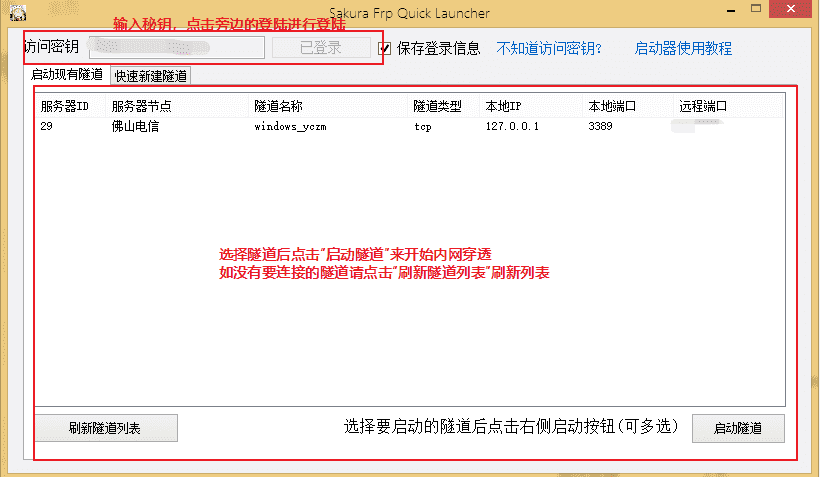 Sakura Frp Quick Launcher
输入秘钥，点击旁边的登陆进行登陆
访问密钥 已登录 保存登录信息 不知道访问密钥? 启动器使用教程
启动现有隧道 快速新建隧道
服务器ID 服务器节点 隧道名称 隧道类型 本地IP 本地端口 远程端口
29 佛山电信 windows_yczm tcp 127.0.0.1 3389
选择隧道后点击"启动隧道"来开始内网穿透
如没有要连接的隧道请点击"刷新隧道列表"刷新列表
刷新隧道列表 选择要启动的隧道后点击右侧启动按钮(可多选) 启动隧道